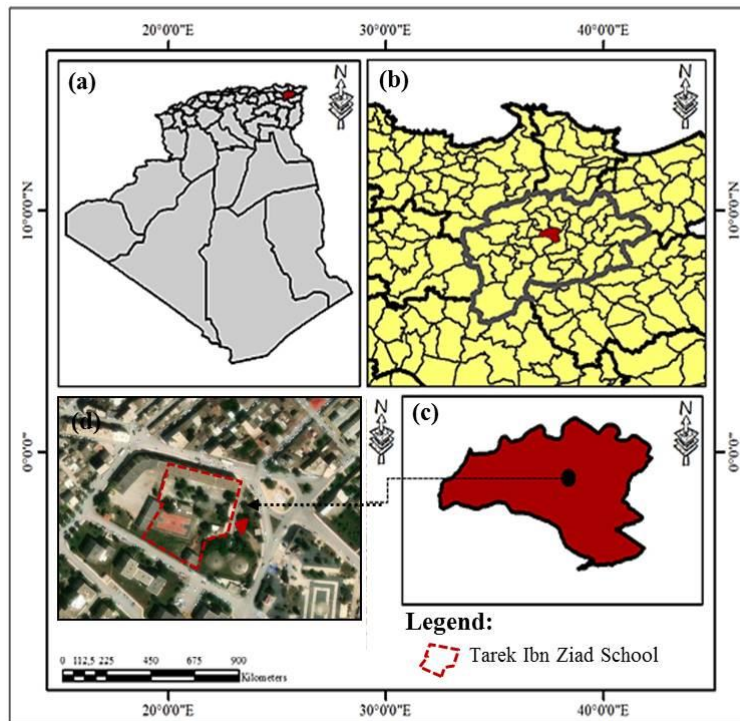 20°0'0"E 30°0'0"E 40°0'0"E
(a)
N
(b)
N
10°0'0"N
10°0'0"N
(d)
N
(c)
N
0°0'0"
0°0'0"
Legend:
Tarek Ibn Ziad School
0 112,5 225 450 675 900
Kilometers
20°0'0"E 30°0'0"E 40°0'0"E